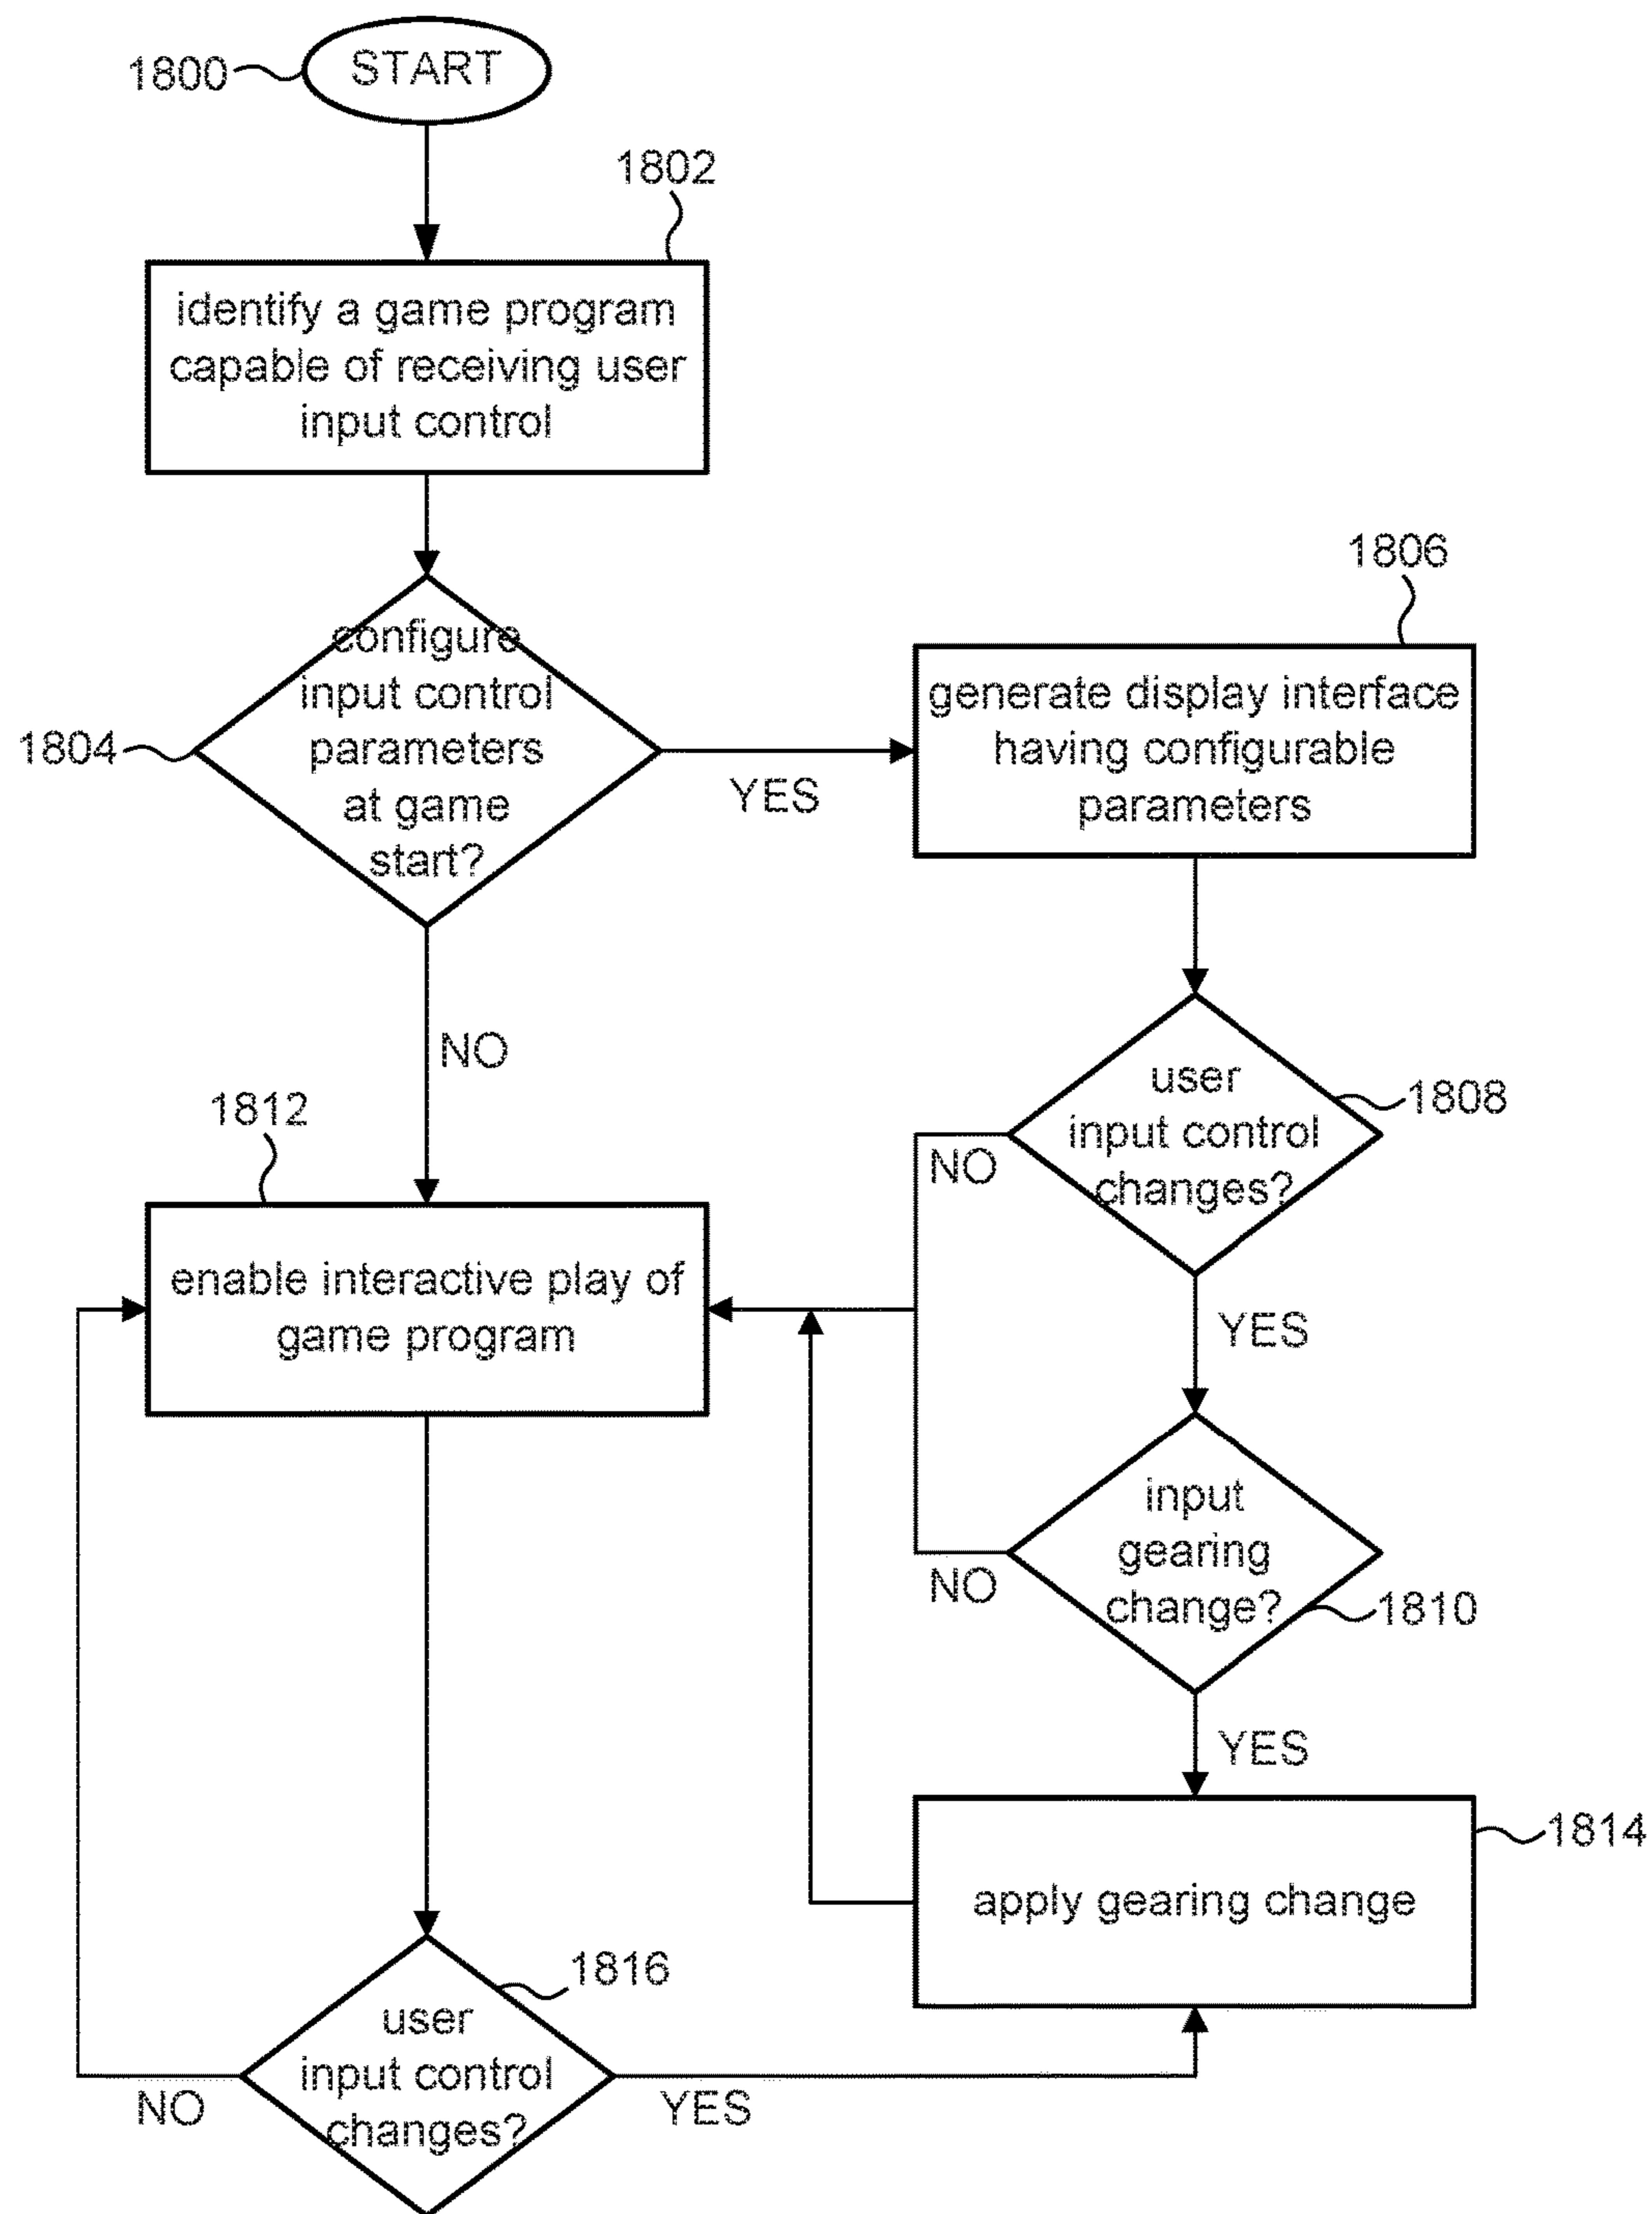 1800
START
1802
identify a game program
capable of receiving user
input control
1804
configure
input control
parameters
at game
start?
YES
NO
1806
generate display interface
having configurable
parameters
1808
user
input control
changes?
NO
YES
1810
input
gearing
change?
NO
YES
1812
enable interactive play of
game program
1814
apply gearing change
1816
user
input control
changes?
NO
YES